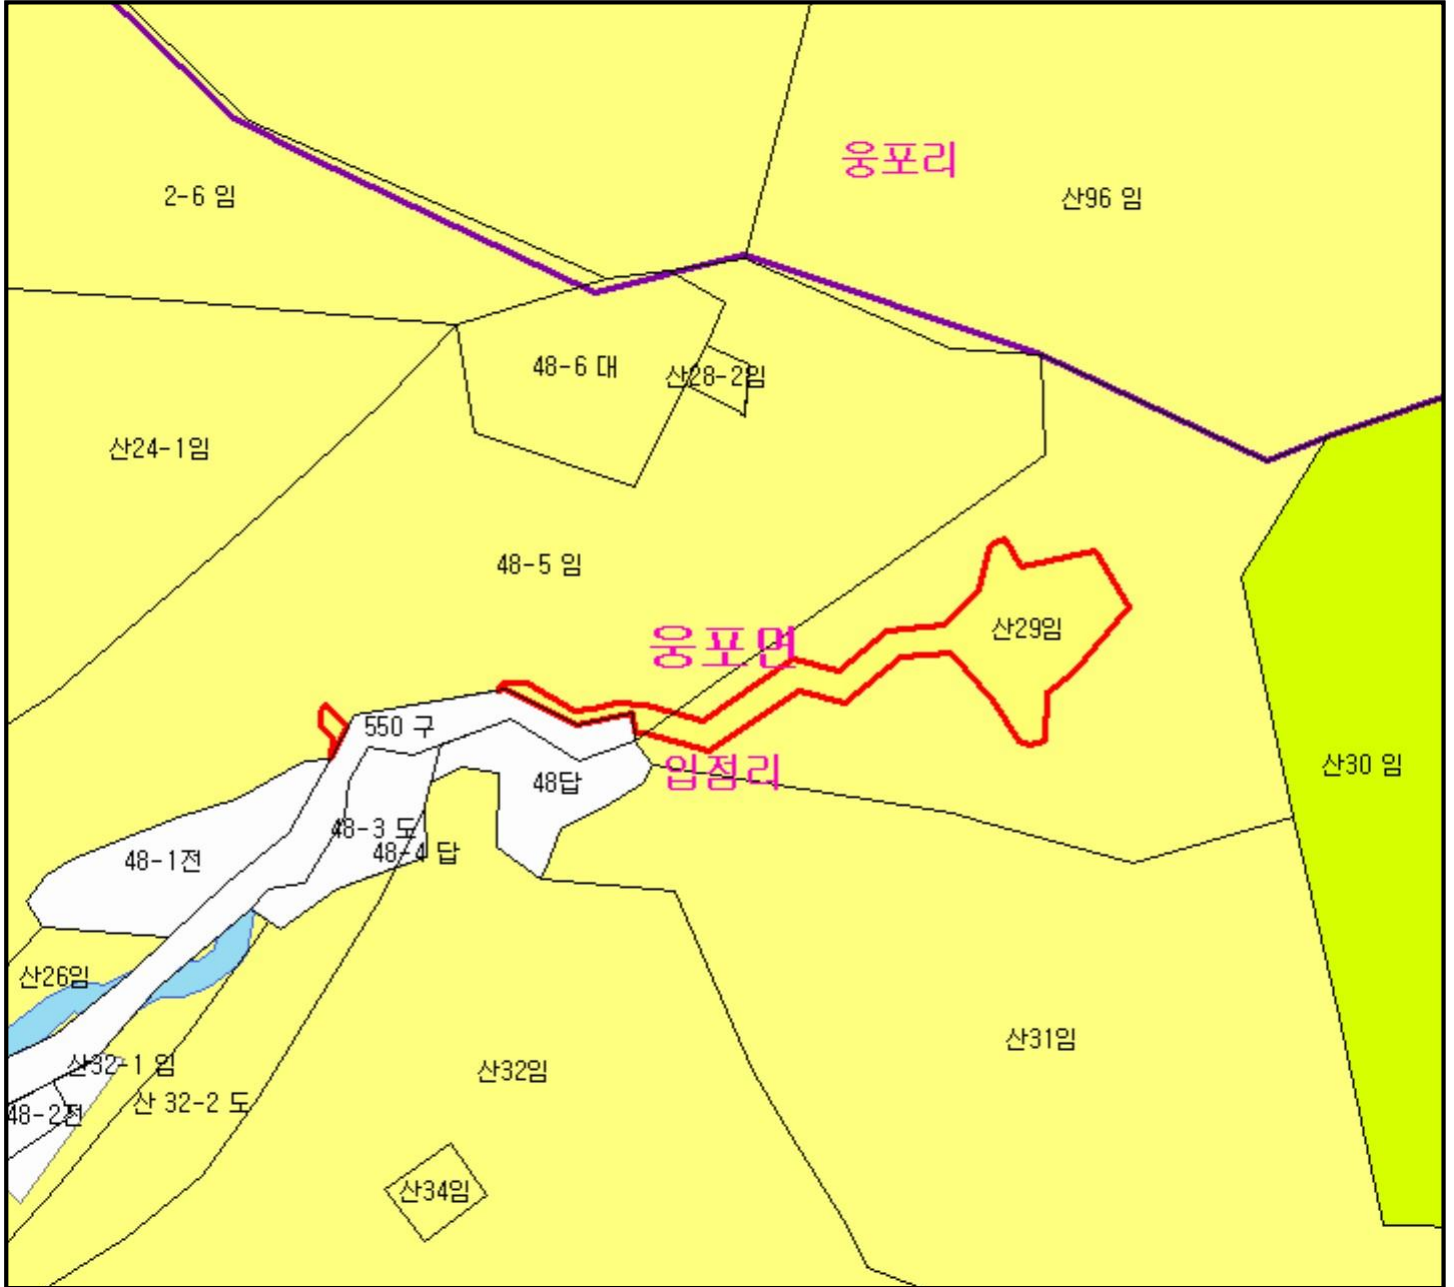 웅포리
2-6 임
산96 임
48-6 대
산28-2임
산24-1임
48-5 임
산29임
웅포면
550 구
산30 임
입점리
48답
48-3 도
48-4 답
48-1전
산26임
산31임
산32-1 임
산32임
산 32-2 도
48-2전
산34임